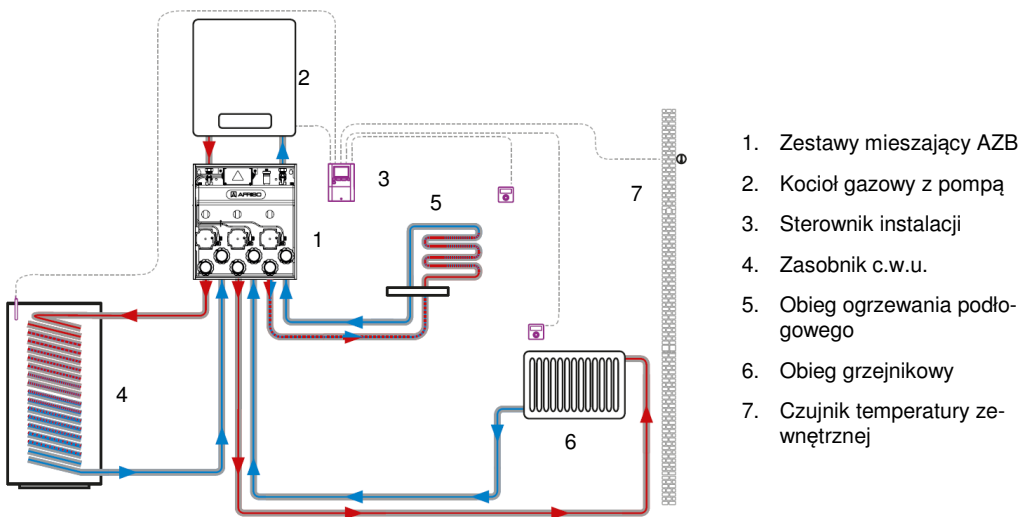 2
3
7
5
AFRISO
1
4
6
1. Zestawy mieszający AZB
2. Kocioł gazowy z pompą
3. Sterownik instalacji
4. Zasobnik c.w.u.
5. Obieg ogrzewania podło-
gowego
6. Obieg grzejnikowy
7. Czujnik temperatury ze-
wnętrznej